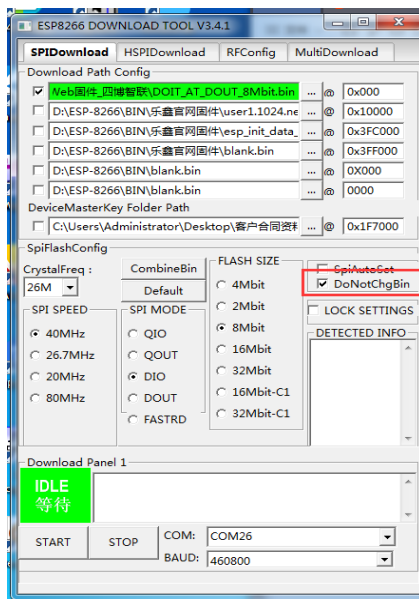 ESP8266 DOWNLOAD TOOL V3.4.1
SPIDownload HSPIDownload RFConfig MultiDownload
Download Path Config
Web固件_四博智联\DOIT_AT_DOUT_8Mbit.bin ... @ 0x000
D:\ESP-8266\BIN\乐鑫官网固件\user1.1024.ne ... @ 0x10000
D:\ESP-8266\BIN\乐鑫官网固件\esp_init_data_ ... @ 0x3FC000
D:\ESP-8266\BIN\乐鑫官网固件\blank.bin ... @ 0x3FF000
D:\ESP-8266\BIN\blank.bin ... @ 0X000
D:\ESP-8266\BIN\blank.bin ... @ 0000
DeviceMasterKey Folder Path
C:\Users\Administrator\Desktop\客户合同资料 ... @ 0x1F7000
SpiFlashConfig
CrystalFreq :
26M
CombineBin
Default
SPI SPEED
40MHz
26.7MHz
20MHz
80MHz
SPI MODE
QIO
QOUT
DIO
DOUT
FASTRD
FLASH SIZE
4Mbit
2Mbit
8Mbit
16Mbit
32Mbit
16Mbit-C1
32Mbit-C1
SpiAutoSet
DoNotChgBin
LOCK SETTINGS
DETECTED INFO
Download Panel 1
IDLE
等待
START STOP
COM: COM26
BAUD: 460800